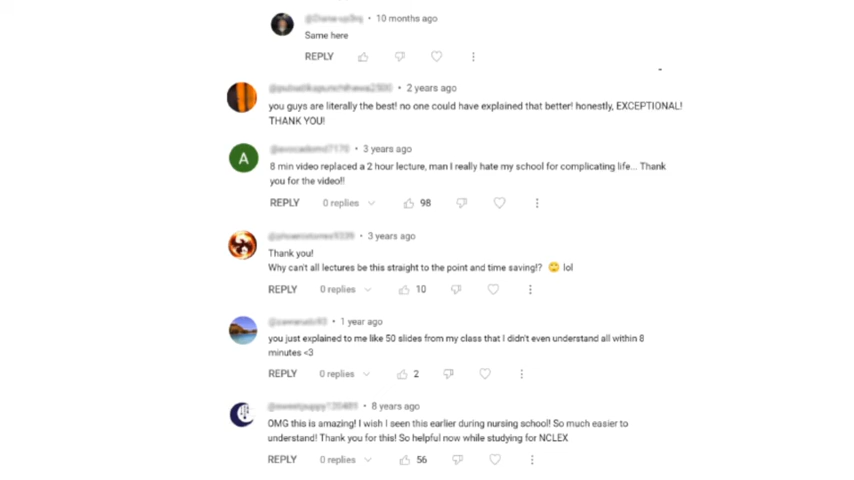 • 10 months ago
Same here
REPLY
• 2 years ago
you guys are literally the best! no one could have explained that better! honestly, EXCEPTIONAL!
THANK YOU!
A
• 3 years ago
8 min video replaced a 2 hour lecture, man I really hate my school for complicating life... Thank
you for the video!!
REPLY 0 replies 98
• 3 years ago
Thank you!
Why can't all lectures be this straight to the point and time saving!? 🙄 lol
REPLY 0 replies 10
• 1 year ago
you just explained to me like 50 slides from my class that I didn't even understand all within 8
minutes <3
REPLY 0 replies 2
• 8 years ago
OMG this is amazing! I wish I seen this earlier during nursing school! So much easier to
understand! Thank you for this! So helpful now while studying for NCLEX
REPLY 0 replies 56